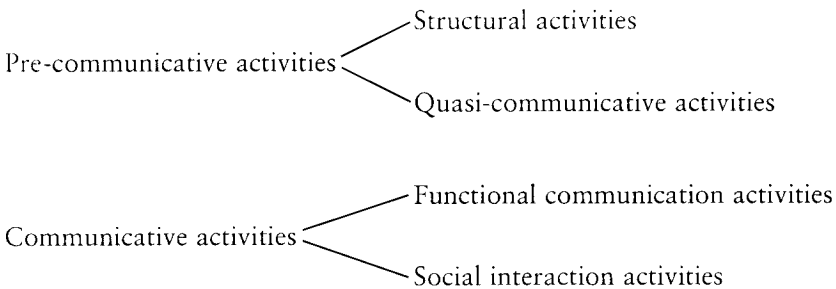 Structural activities
Pre-communicative activities
Quasi-communicative activities
Functional communication activities
Communicative activities
Social interaction activities